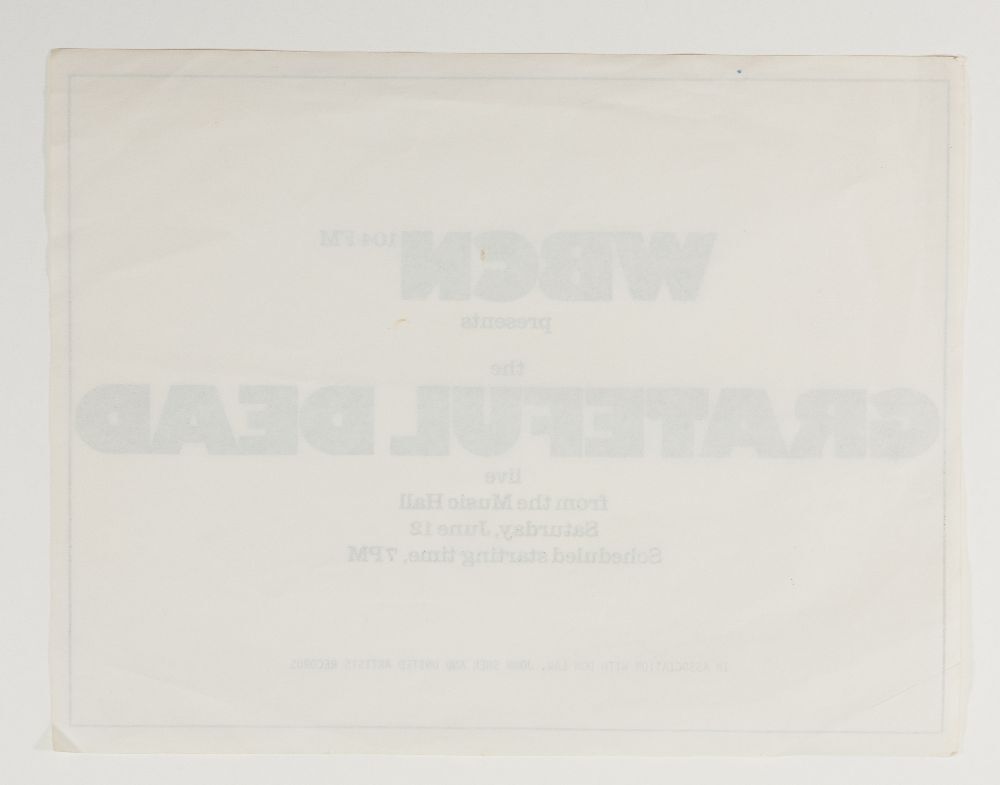 WBCN 104 FM
presents
the
GRATEFUL DEAD
live
from the Music Hall
Saturday, June 12
Scheduled starting time, 7PM
IN ASSOCIATION WITH DON LAW, JOHN SHER AND UNITED ARTISTS RECORDS